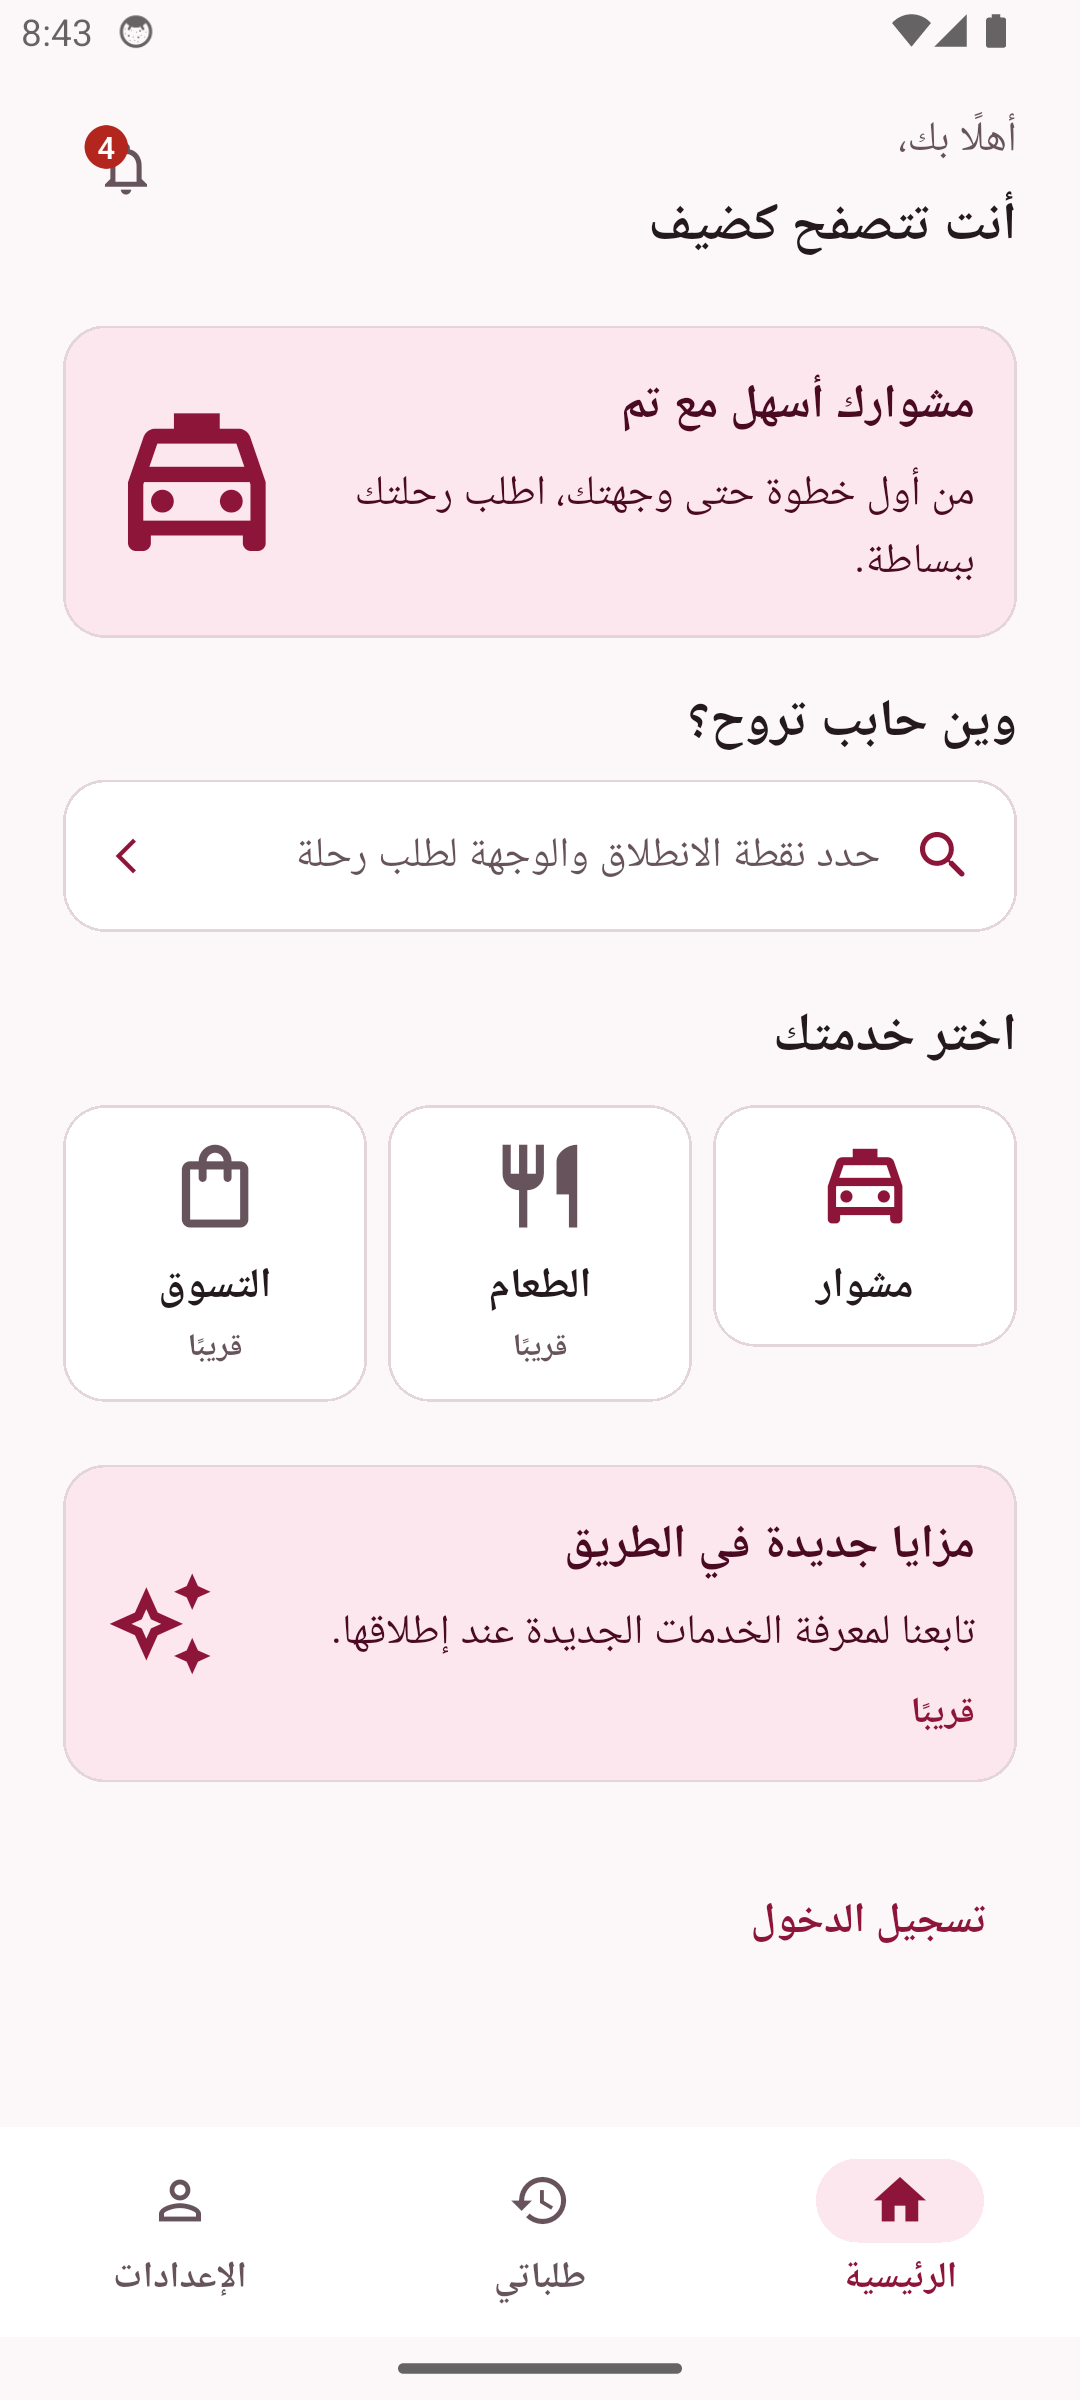 8:43
أهلًا بك،
4
أنت تتصفح كضيف
مشوارك أسهل مع تم
من أول خطوة حتى وجهتك، اطلب رحلتك
ببساطة.
وين حابب تروح؟
حدد نقطة الانطلاق والوجهة لطلب رحلة
اختر خدمتك
مشوار
الطعام
قريبًا
التسوق
قريبًا
مزايا جديدة في الطريق
تابعنا لمعرفة الخدمات الجديدة عند إطلاقها.
قريبًا
تسجيل الدخول
الرئيسية
طلباتي
الإعدادات